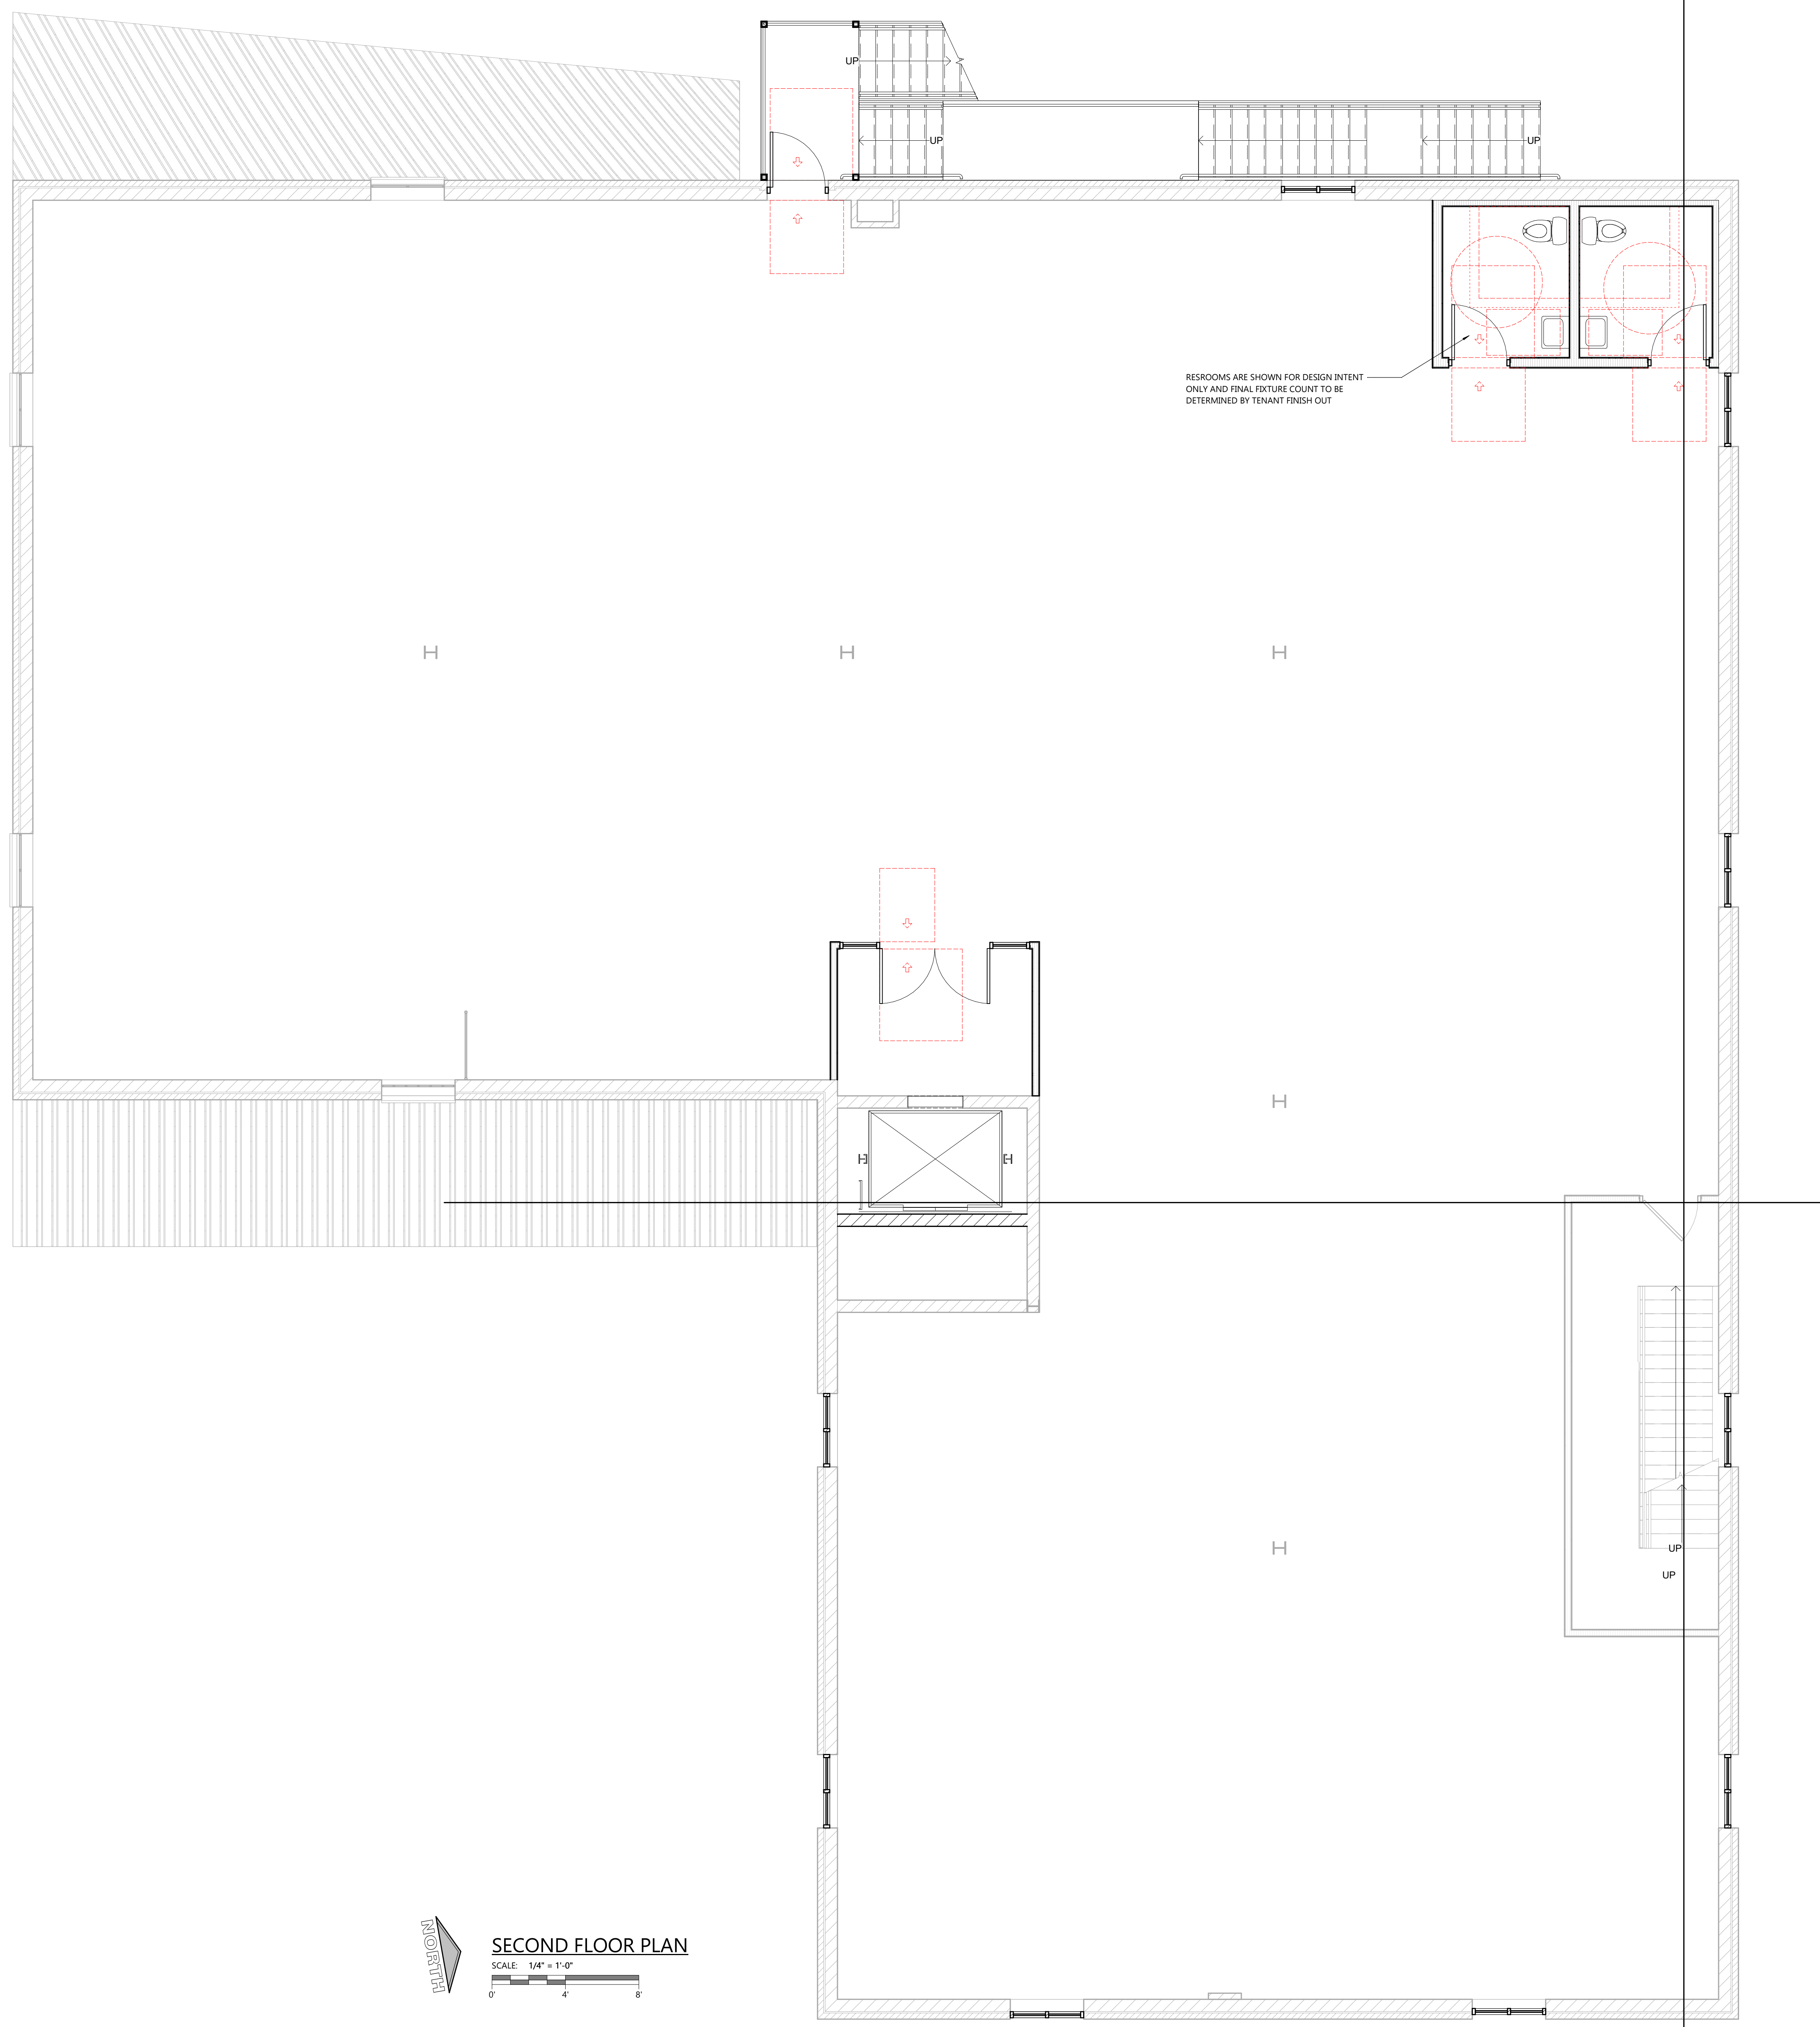 UP
UP
UP
RESROOMS ARE SHOWN FOR DESIGN INTENT
ONLY AND FINAL FIXTURE COUNT TO BE
DETERMINED BY TENANT FINISH OUT
UP
UP
NORTH
SECOND FLOOR PLAN
SCALE: 1/4" = 1'-0"
0' 4' 8'